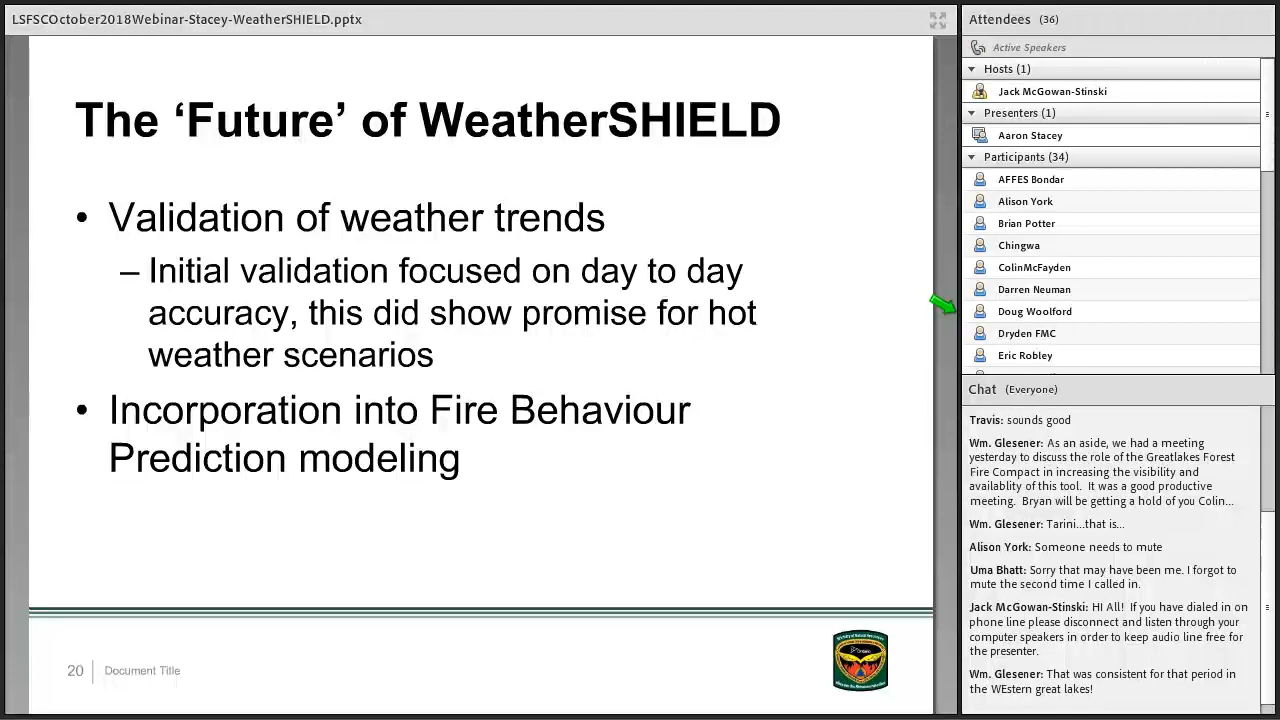 LSFSCOctober2018Webinar-Stacey-WeatherSHIELD.pptx
The ‘Future’ of WeatherSHIELD
• Validation of weather trends
– Initial validation focused on day to day
accuracy, this did show promise for hot
weather scenarios
• Incorporation into Fire Behaviour
Prediction modeling
20
Document Title
Attendees (36)
Active Speakers
Hosts (1)
Jack McGowan-Stinski
Presenters (1)
Aaron Stacey
Participants (34)
AFFES Bondar
Alison York
Brian Potter
Chingwa
ColinMcFayden
Darren Neuman
Doug Woolford
Dryden FMC
Eric Robley
Chat (Everyone)
Travis: sounds good
Wm. Glesener: As an aside, we had a meeting
yesterday to discuss the role of the Greatlakes Forest
Fire Compact in increasing the visibility and
availablity of this tool. It was a good productive
meeting. Bryan will be getting a hold of you Colin...
Wm. Glesener: Tarini...that is...
Alison York: Someone needs to mute
Uma Bhatt: Sorry that may have been me. I forgot to
mute the second time I called in.
Jack McGowan-Stinski: HI All! If you have dialed in on
phone line please disconnect and listen through your
computer speakers in order to keep audio line free for
the presenter.
Wm. Glesener: That was consistent for that period in
the WEstern great lakes!